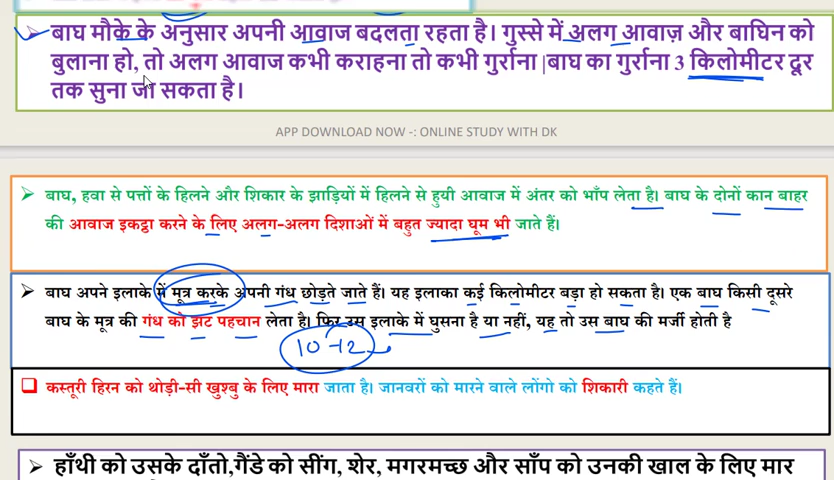 बाघ मौके के अनुसार अपनी आवाज बदलता रहता है। गुस्से में अलग आवाज़ और बाघिन को
बुलाना हो, तो अलग आवाज कभी कराहना तो कभी गुर्राना|बाघ का गुर्राना 3 किलोमीटर दूर
तक सुना जा सकता है।
APP DOWNLOAD NOW -: ONLINE STUDY WITH DK
बाघ, हवा से पत्तों के हिलने और शिकार के झाड़ियों में हिलने से हुयी आवाज में अंतर को भाँप लेता है। बाघ के दोनों कान बाहर
की आवाज इकट्ठा करने के लिए अलग-अलग दिशाओं में बहुत ज्यादा घूम भी जाते हैं।
बाघ अपने इलाके में मूत्र करके अपनी गंध छोड़ते जाते हैं। यह इलाका कई किलोमीटर बड़ा हो सकता है। एक बाघ किसी दूसरे
बाघ के मूत्र की गंध को झट पहचान लेता है। फिर उस इलाके में घुसना है या नहीं, यह तो उस बाघ की मर्जी होती है
10-12
कस्तूरी हिरन को थोड़ी-सी खुश्बु के लिए मारा जाता है। जानवरों को मारने वाले लोंगो को शिकारी कहते हैं।
हाँथी को उसके दाँतो,गैंडे को सींग, शेर, मगरमच्छ और साँप को उनकी खाल के लिए मार